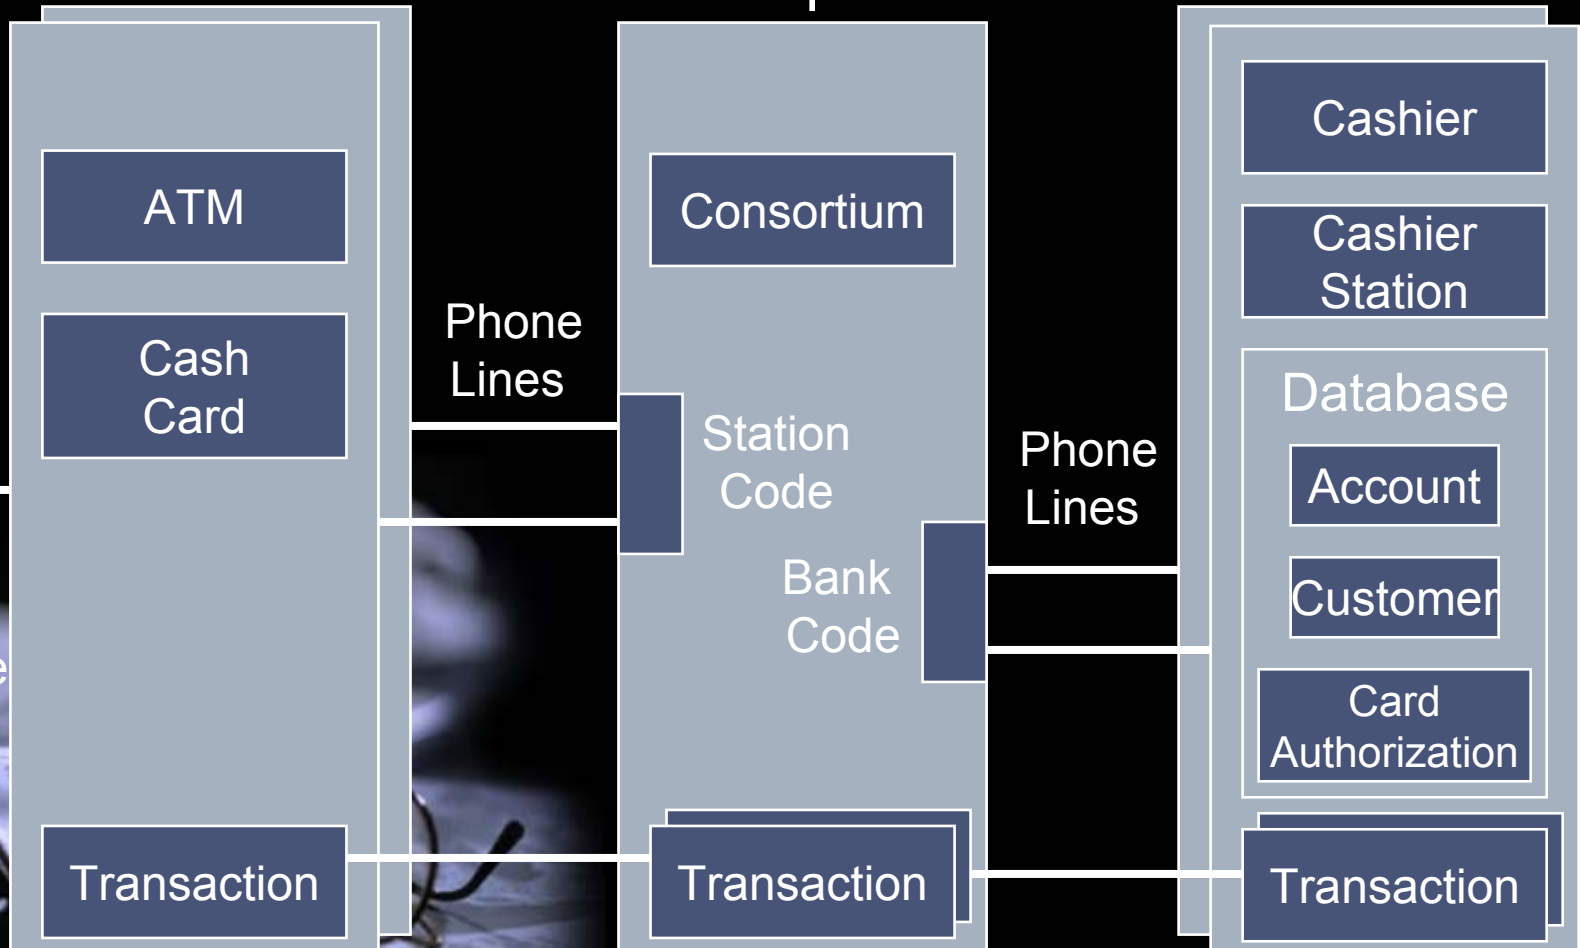 ATM
Cash
Card
Transaction
Phone
Lines
Consortium
Station
Code
Bank
Code
Transaction
Phone
Lines
Cashier
Cashier
Station
Database
Account
Customer
Card
Authorization
Transaction